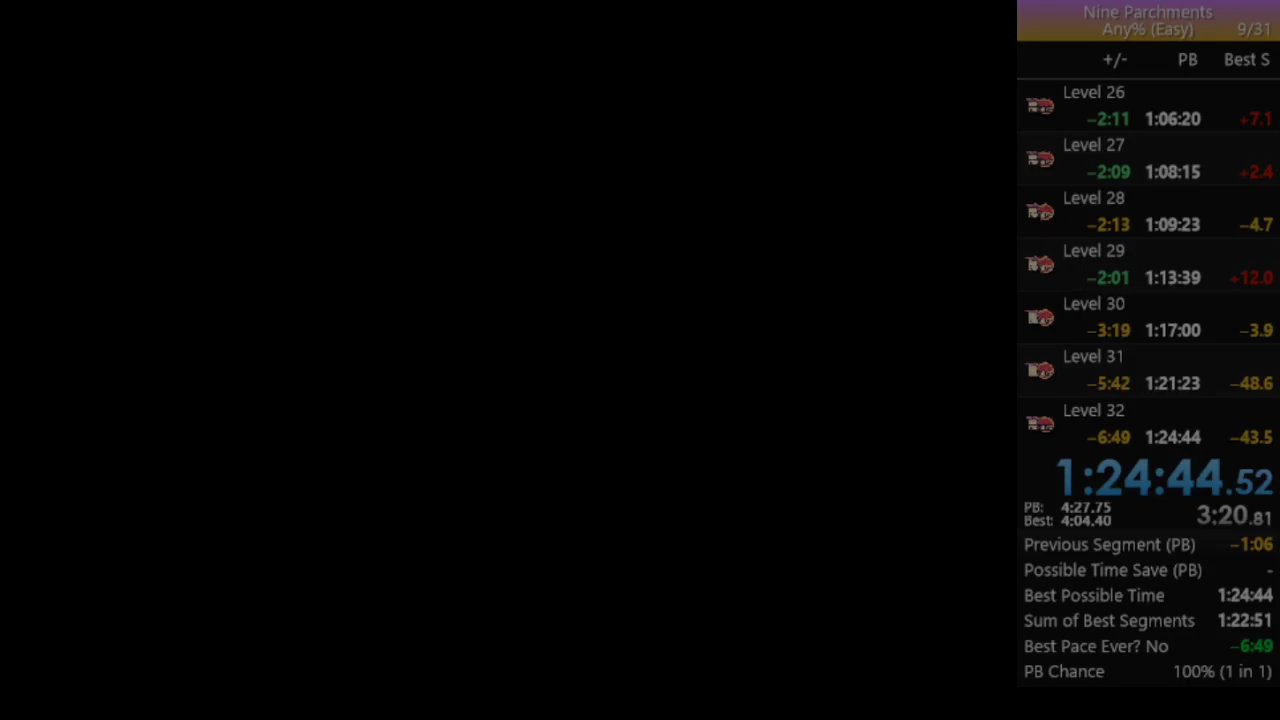 Nine Parchments
Any% (Easy) 9/31
+/- PB Best S
Level 26
−2:11 1:06:20 +7.1
Level 27
−2:09 1:08:15 +2.4
Level 28
−2:13 1:09:23 −4.7
Level 29
−2:01 1:13:39 +12.0
Level 30
−3:19 1:17:00 −3.9
Level 31
−5:42 1:21:23 −48.6
Level 32
−6:49 1:24:44 −43.5
1:24:44.52
PB: 4:27.75
Best: 4:04.40 3:20.81
Previous Segment (PB) −1:06
Possible Time Save (PB) -
Best Possible Time 1:24:44
Sum of Best Segments 1:22:51
Best Pace Ever? No −6:49
PB Chance 100% (1 in 1)